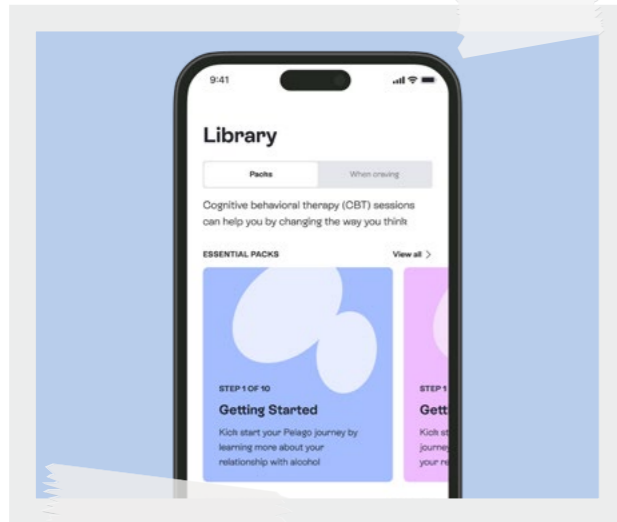 9:41
Library
Packs
When craving
Cognitive behavioral therapy (CBT) sessions
can help you by changing the way you think
ESSENTIAL PACKS
View all >
STEP 1 OF 10
Getting Started
Kick start your Pelago journey by
learning more about your
relationship with alcohol
STEP 1
Gett
Kick st
journey
your re